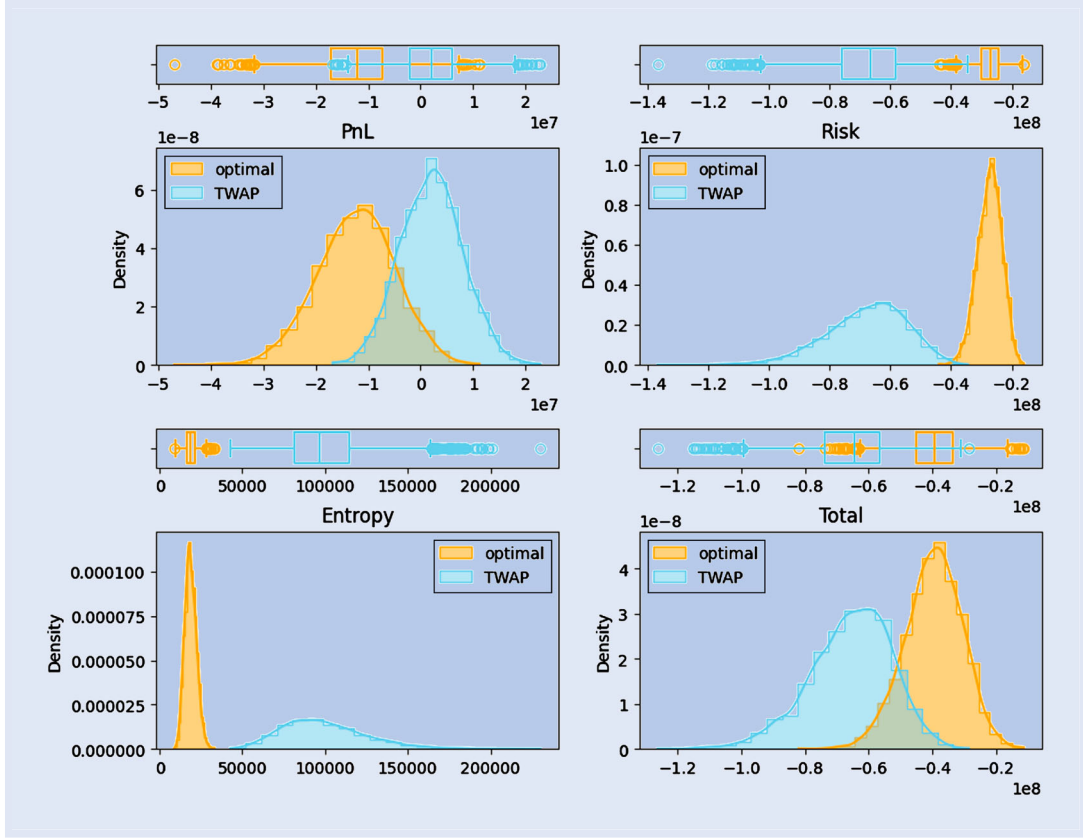 −5 −4 −3 −2 −1 0 1 2
1e7
−1.4 −1.2 −1.0 −0.8 −0.6 −0.4 −0.2
1e8
PnL
Risk
1e−8
optimal
TWAP
6
4
2
0
Density
−5 −4 −3 −2 −1 0 1 2
1e7
1e−7
optimal
TWAP
1.0
0.8
0.6
0.4
0.2
0.0
Density
−1.4 −1.2 −1.0 −0.8 −0.6 −0.4 −0.2
1e8
0 50000 100000 150000 200000
−1.2 −1.0 −0.8 −0.6 −0.4 −0.2
1e8
Entropy
Total
optimal
TWAP
0.000100
0.000075
0.000050
0.000025
0.000000
Density
0 50000 100000 150000 200000
1e−8
optimal
TWAP
4
3
2
1
0
Density
−1.2 −1.0 −0.8 −0.6 −0.4 −0.2
1e8